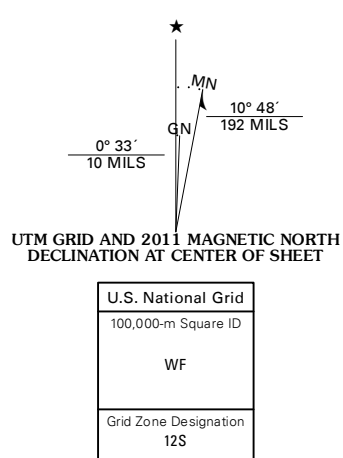 ★
MN
10° 48´
192 MILS
GN
0° 33´
10 MILS
UTM GRID AND 2011 MAGNETIC NORTH
DECLINATION AT CENTER OF SHEET
U.S. National Grid
100,000-m Square ID
WF
Grid Zone Designation
12S